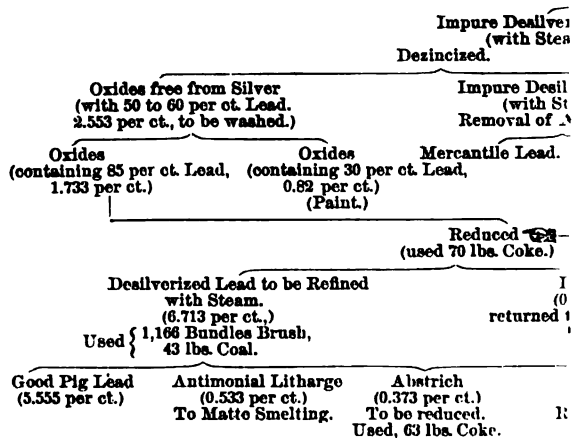 Impure Desilver
(with Stea
Dezincized.
Oxides free from Silver
(with 50 to 60 per ct. Lead.
2.553 per ct., to be washed.)
Impure Desil
(with St
Removal of
Oxides
(containing 85 per ct. Lead,
1.733 per ct.)
Oxides
(containing 30 per ct. Lead,
0.82 per ct.)
(Paint.)
Mercantile Lead.
Reduced
(used 70 lbs. Coke.)
Desilverized Lead to be Refined
with Steam.
(6.713 per ct.,)
Used { 1,166 Bundles Brush,
43 lbs. Coal.
I
(0
returned t
Good Pig Lead
(5.555 per ct.)
Antimonial Litharge
(0.533 per ct.)
To Matte Smelting.
Abstrich
(0.373 per ct.)
To be reduced.
Used, 63 lbs. Coke.